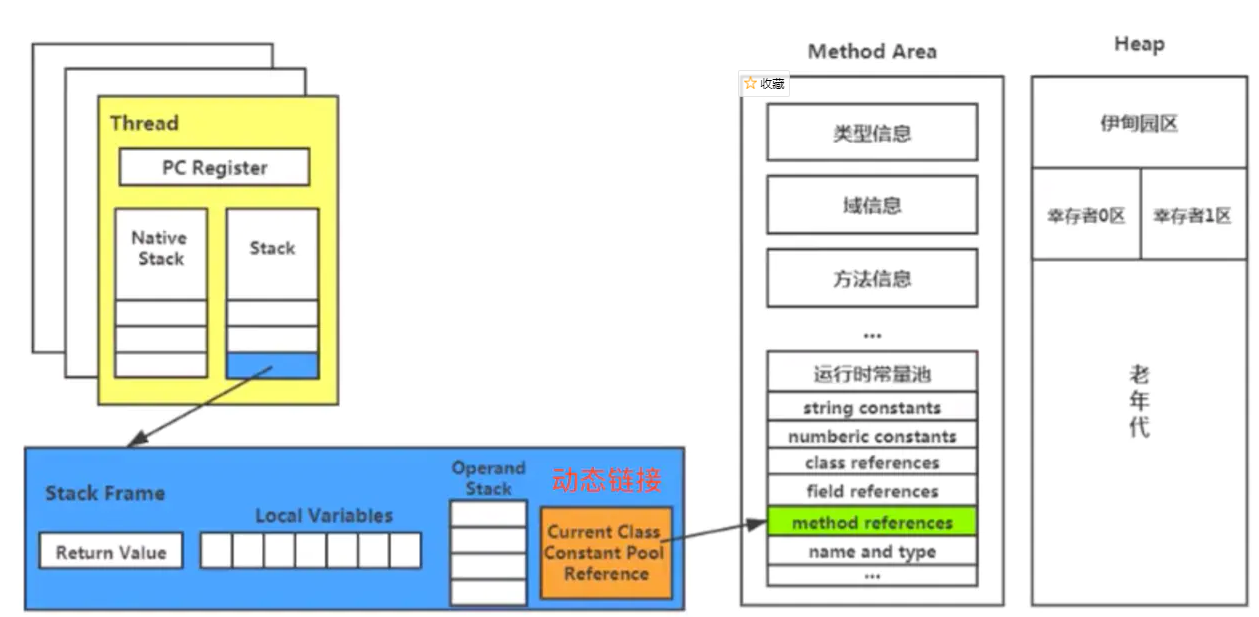 Thread
PC Register
Native
Stack
Stack
Stack Frame
Return Value
Local Variables
Operand
Stack
动态链接
Current Class
Constant Pool
Reference
Method Area
收藏
类型信息
域信息
方法信息
...
运行时常量池
string constants
numberic constants
class references
field references
method references
name and type
...
Heap
伊甸园区
幸存者0区
幸存者1区
老
年
代